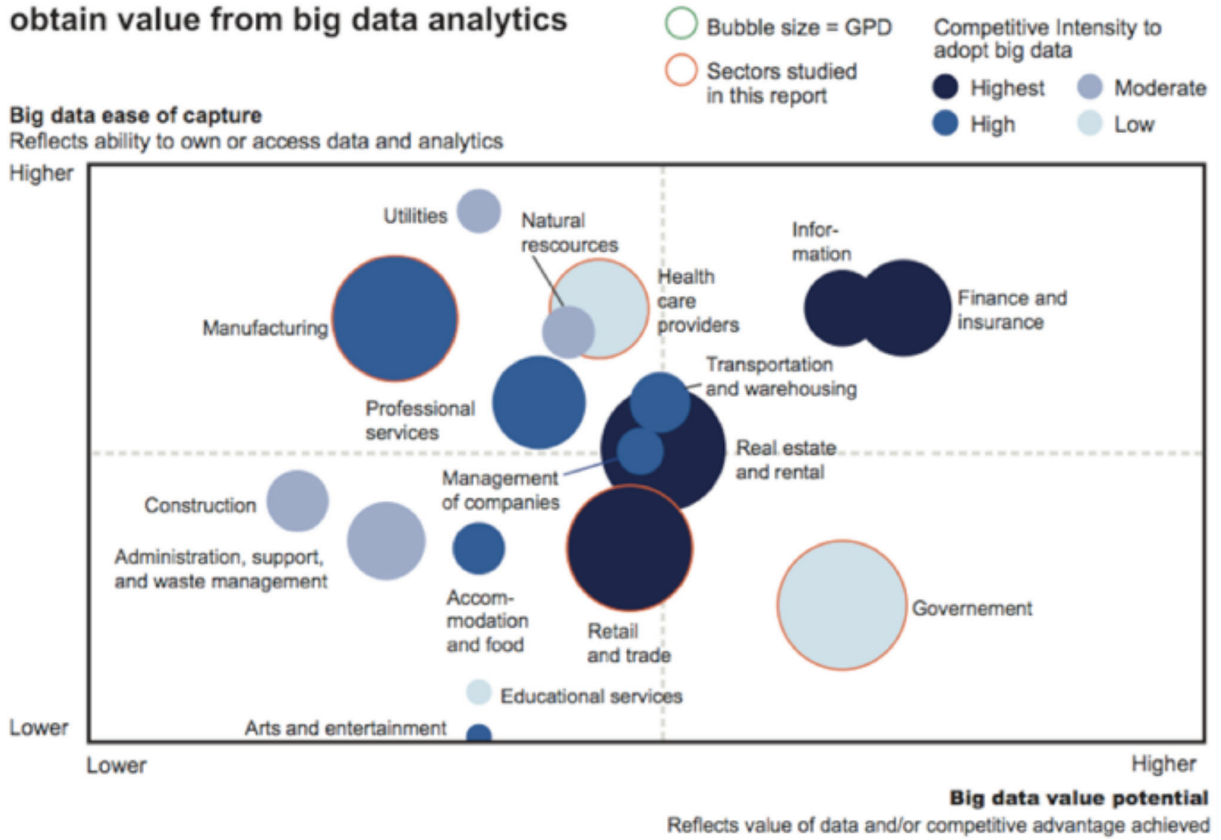 obtain value from big data analytics
Bubble size = GPD
Sectors studied
in this report
Competitive Intensity to
adopt big data
Highest
Moderate
High
Low
Big data ease of capture
Reflects ability to own or access data and analytics
Higher
Utilities
Natural
rescources
Infor-
mation
Health
care
providers
Finance and
insurance
Manufacturing
Transportation
and warehousing
Professional
services
Real estate
and rental
Management
of companies
Construction
Administration, support,
and waste management
Accom-
modation
and food
Retail
and trade
Governement
Educational services
Arts and entertainment
Lower
Lower
Higher
Big data value potential
Reflects value of data and/or competitive advantage achieved